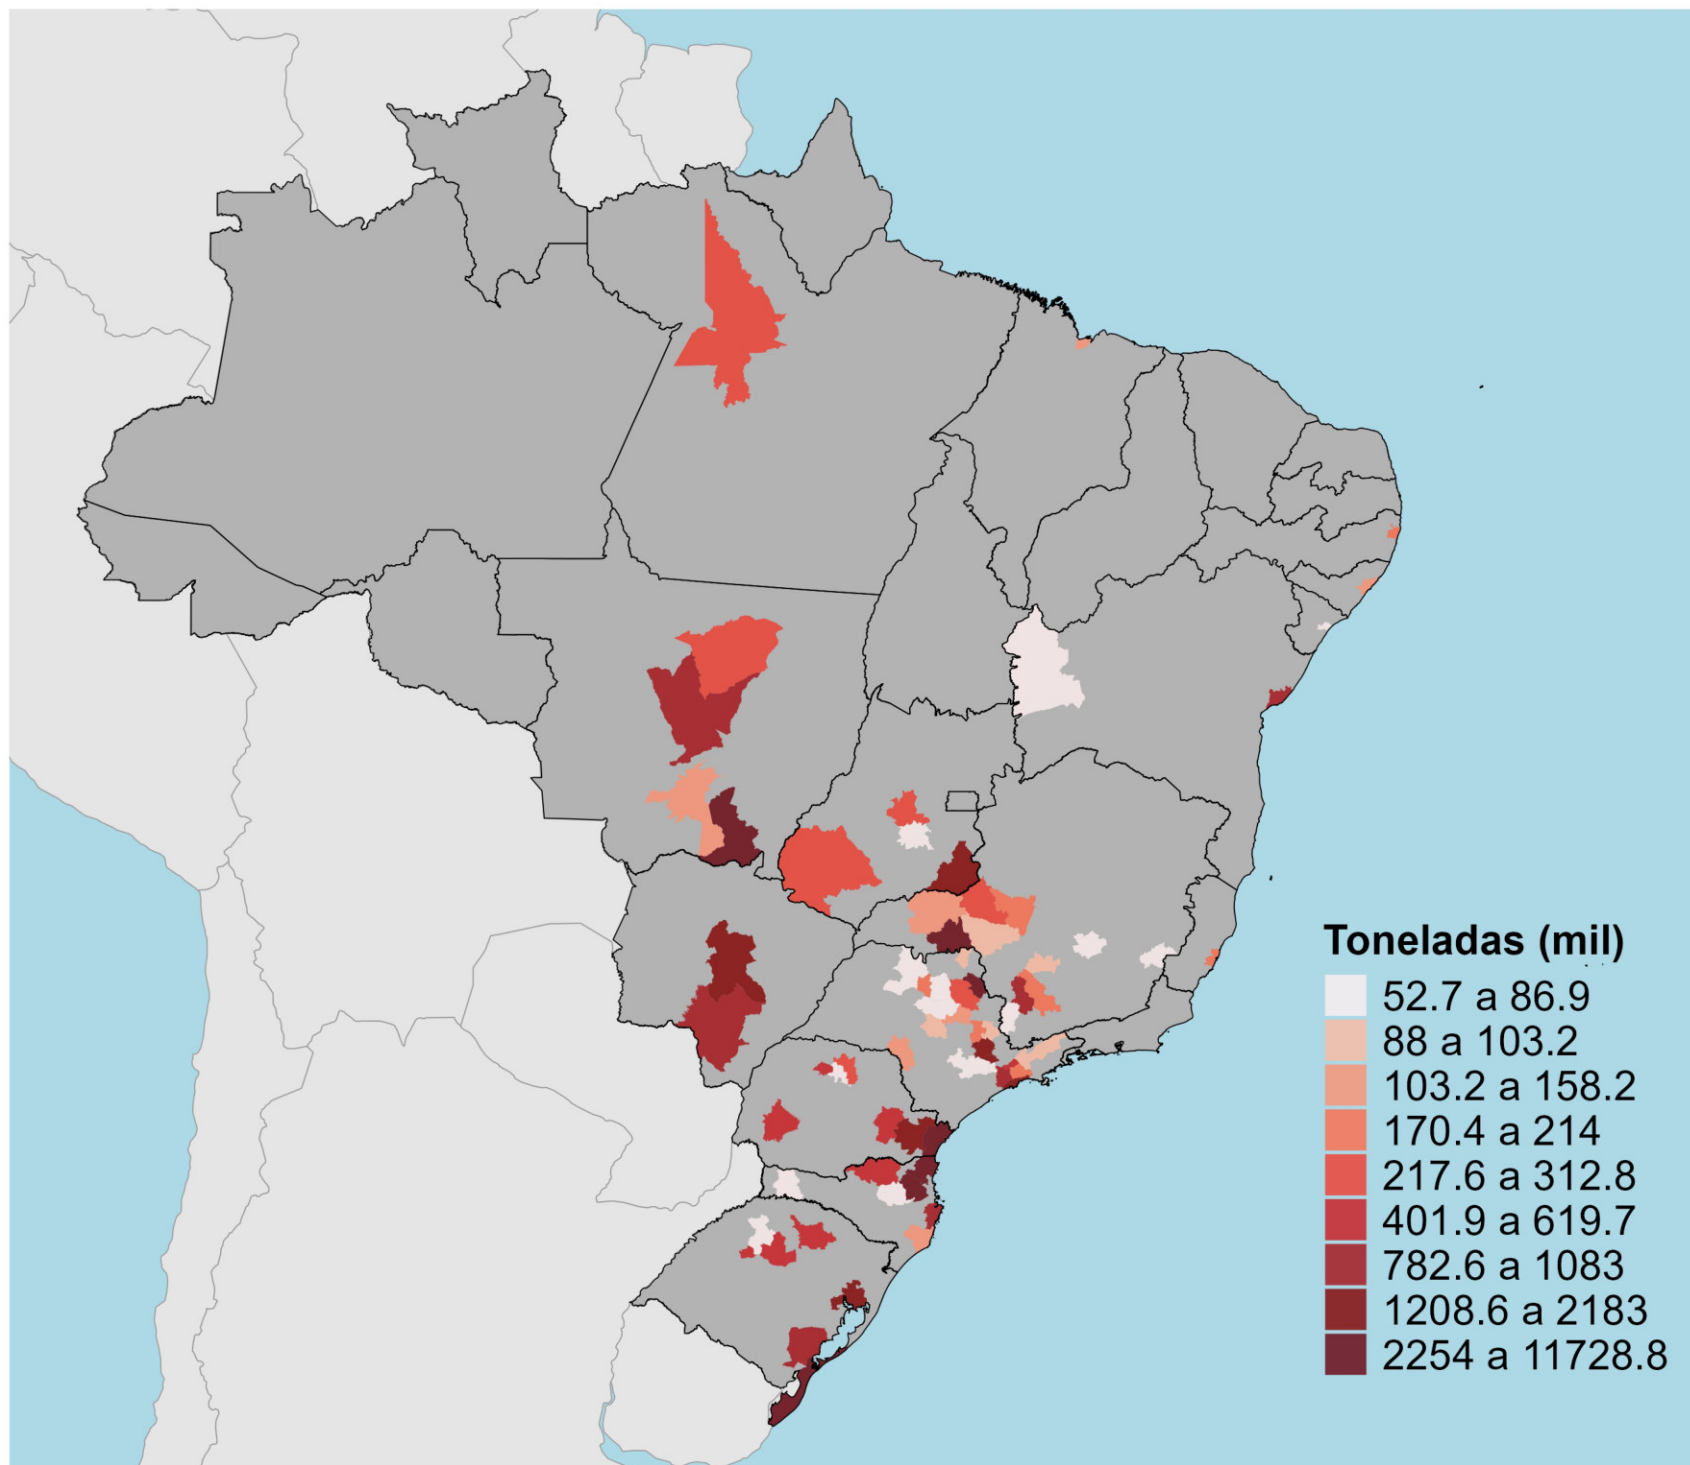 Toneladas (mil)
52.7 a 86.9
88 a 103.2
103.2 a 158.2
170.4 a 214
217.6 a 312.8
401.9 a 619.7
782.6 a 1083
1208.6 a 2183
2254 a 11728.8